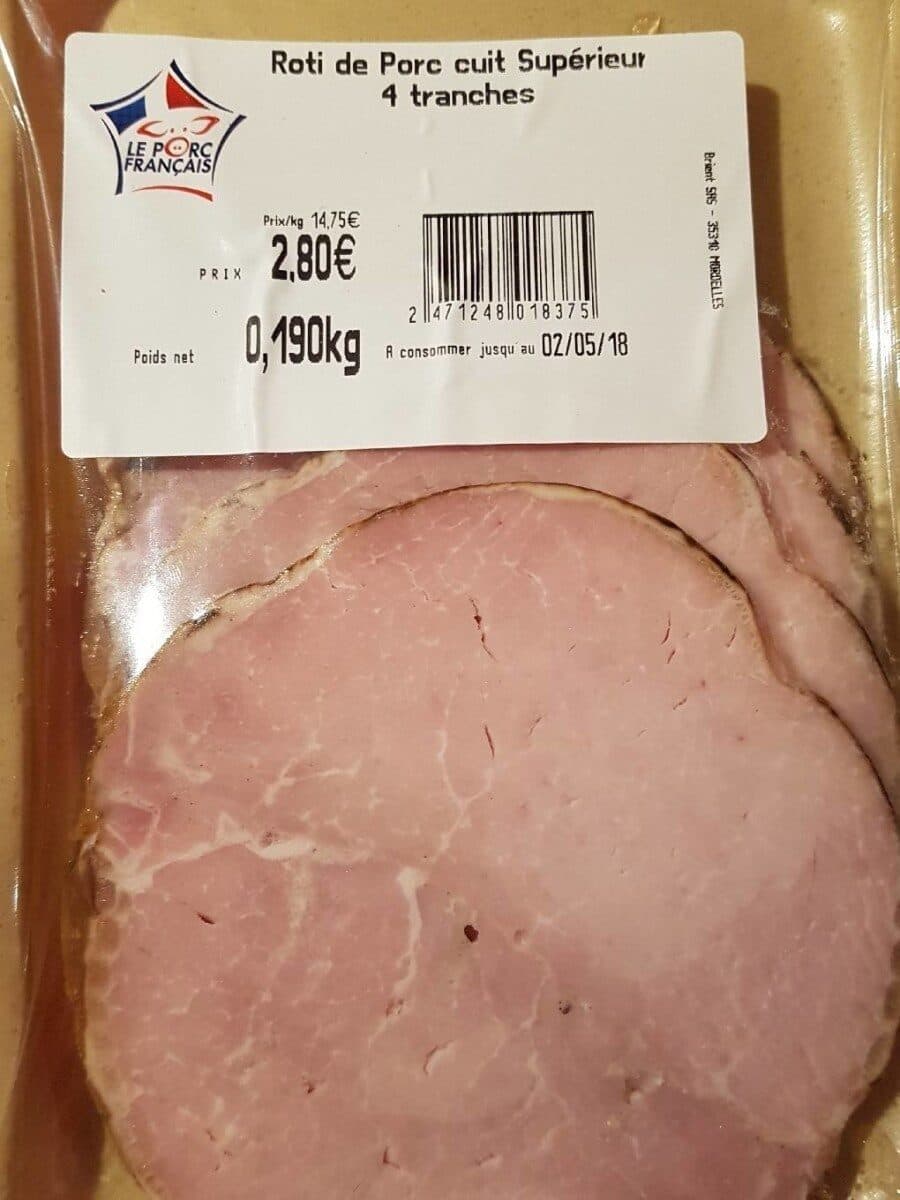 Roti de Porc cuit Supérieur
4 tranches
LE PORC
FRANÇAIS
Prix/kg 14,75€
PRIX 2,80€
2 471248 018375
Poids net 0,190kg
A consommer jusqu'au 02/05/18
Brient SAS - 35310 MORDELLES